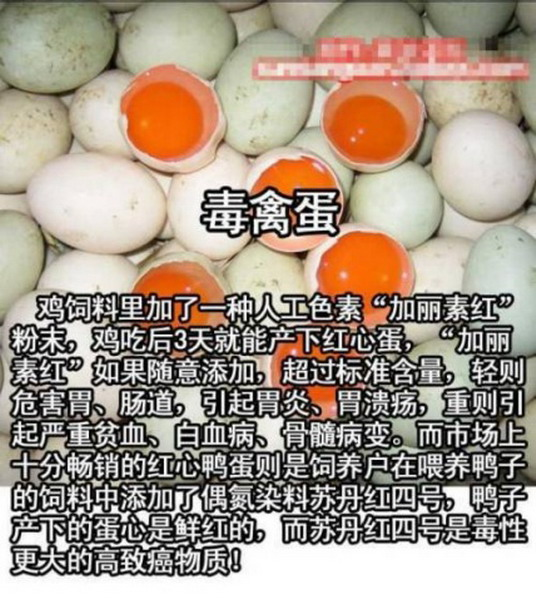 毒禽蛋
鸡饲料里加了一种人工色素“加丽素红”
粉末，鸡吃后3天就能产下红心蛋，“加丽
素红”如果随意添加，超过标准含量，轻则
危害胃、肠道，引起胃炎、胃溃疡，重则引
起严重贫血、白血病、骨髓病变。而市场上
十分畅销的红心鸭蛋则是饲养户在喂养鸭子
的饲料中添加了偶氮染料苏丹红四号，鸭子
产下的蛋心是鲜红的，而苏丹红四号是毒性
更大的高致癌物质！